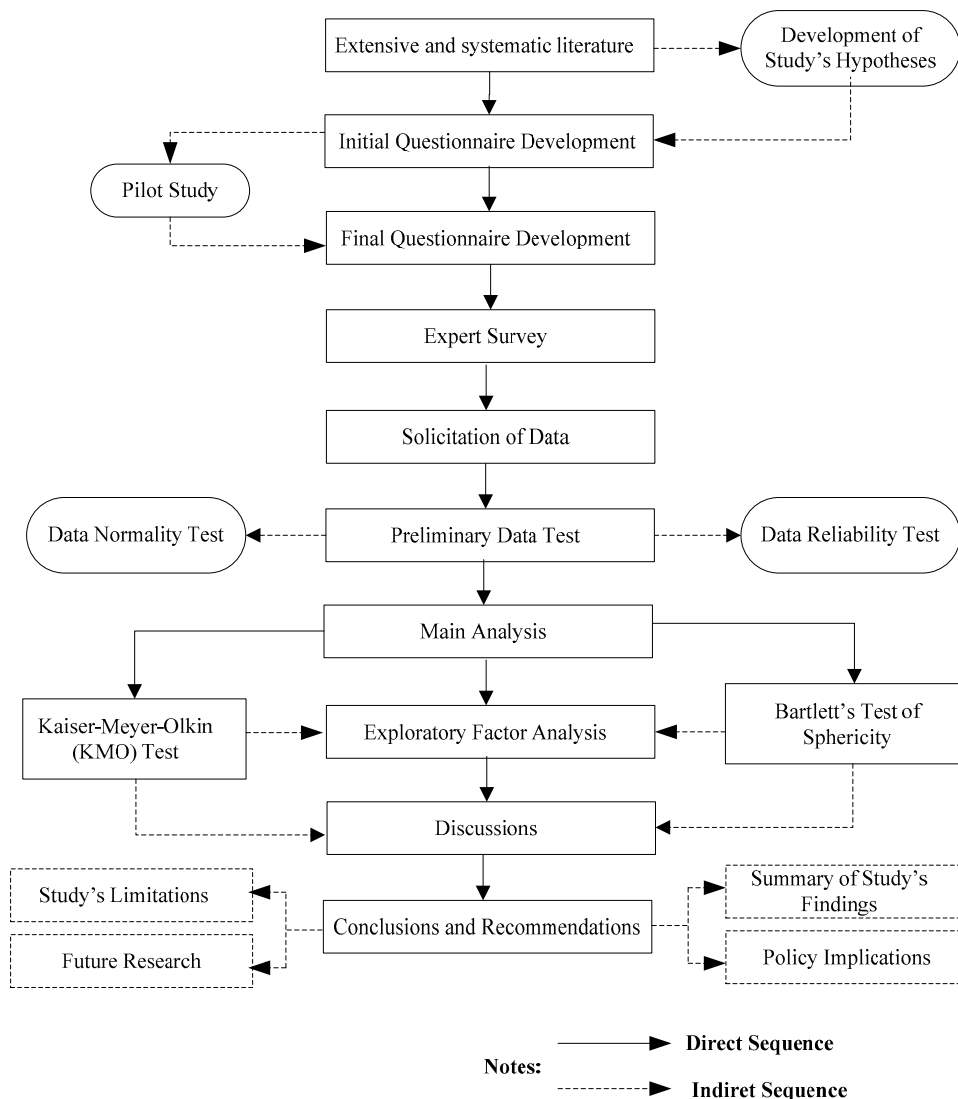 Extensive and systematic literature
Development of
Study's Hypotheses
Initial Questionnaire Development
Pilot Study
Final Questionnaire Development
Expert Survey
Solicitation of Data
Data Normality Test
Preliminary Data Test
Data Reliability Test
Main Analysis
Kaiser-Meyer-Olkin
(KMO) Test
Exploratory Factor Analysis
Bartlett's Test of
Sphericity
Discussions
Study's Limitations
Summary of Study's
Findings
Conclusions and Recommendations
Future Research
Policy Implications
Notes:
Direct Sequence
Indiret Sequence